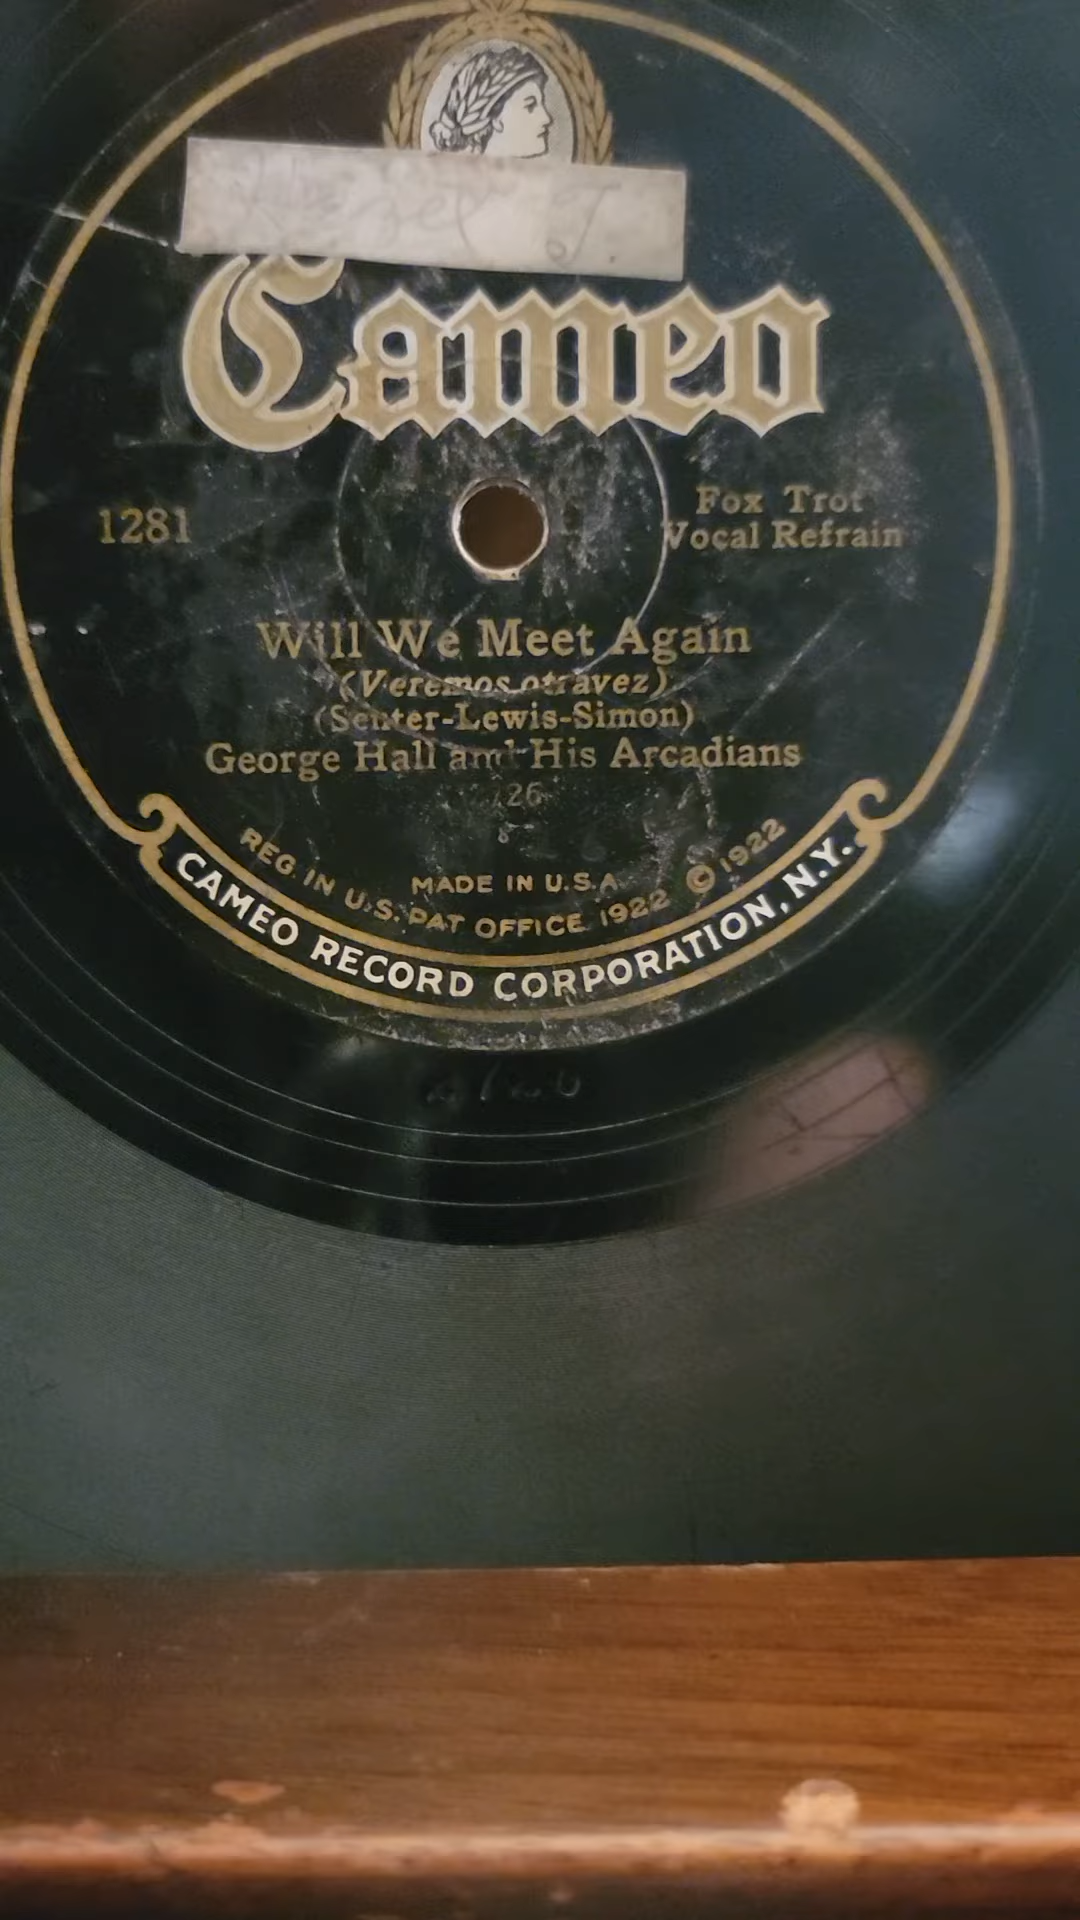 Cameo
1281
Fox Trot
Vocal Refrain
Will We Meet Again
(Veremos otravez)
(Senter-Lewis-Simon)
George Hall and His Arcadians
MADE IN U.S.A
REG. IN U.S. PAT OFFICE 1922 © 1922
CAMEO RECORD CORPORATION, N.Y.